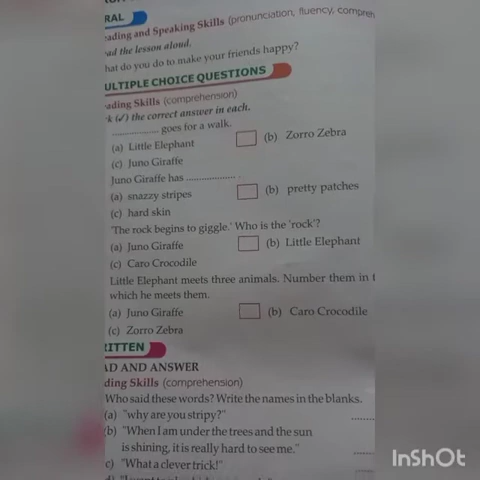 RAL
ading and Speaking Skills (pronunciation, fluency, compreh
ad the lesson aloud.
hat do you do to make your friends happy?
ULTIPLE CHOICE QUESTIONS
ading Skills (comprehension)
k (✓) the correct answer in each.
.................. goes for a walk.
(a) Little Elephant (b) Zorro Zebra
(c) Juno Giraffe
Juno Giraffe has ................... .
(a) snazzy stripes (b) pretty patches
(c) hard skin
'The rock begins to giggle.' Who is the 'rock'?
(a) Juno Giraffe (b) Little Elephant
(c) Caro Crocodile
Little Elephant meets three animals. Number them in t
which he meets them.
(a) Juno Giraffe (b) Caro Crocodile
(c) Zorro Zebra
RITTEN
AD AND ANSWER
ding Skills (comprehension)
Who said these words? Write the names in the blanks.
(a) "why are you stripy?" .......
(b) "When I am under the trees and the sun
is shining, it is really hard to see me." ......
c) "What a clever trick!" .....
InShOt